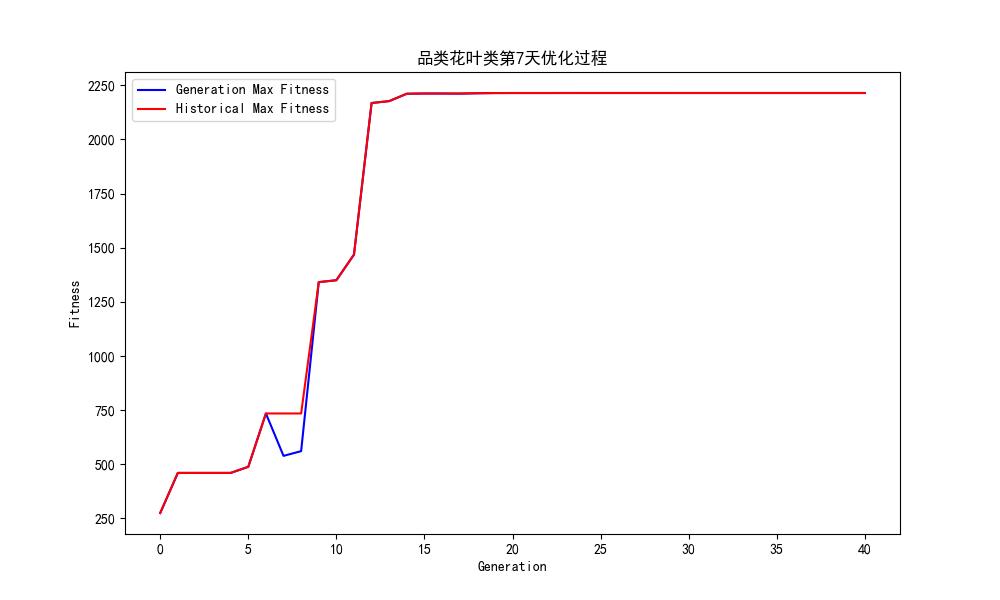 品类花叶类第7天优化过程
Generation Max Fitness
Historical Max Fitness
2250
2000
1750
1500
1250
1000
750
500
250
Fitness
0 5 10 15 20 25 30 35 40
Generation